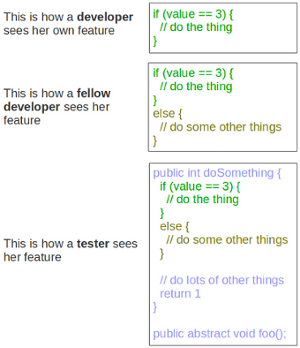 This is how a developer
sees her own feature
if (value == 3) {
// do the thing
}
This is how a fellow
developer sees her
feature
if (value == 3) {
// do the thing
}
else {
// do some other things
}
This is how a tester sees
her feature
public int doSomething {
if (value == 3) {
// do the thing
}
else {
// do some other things
}
// do lots of other things
return 1
}
public abstract void foo();